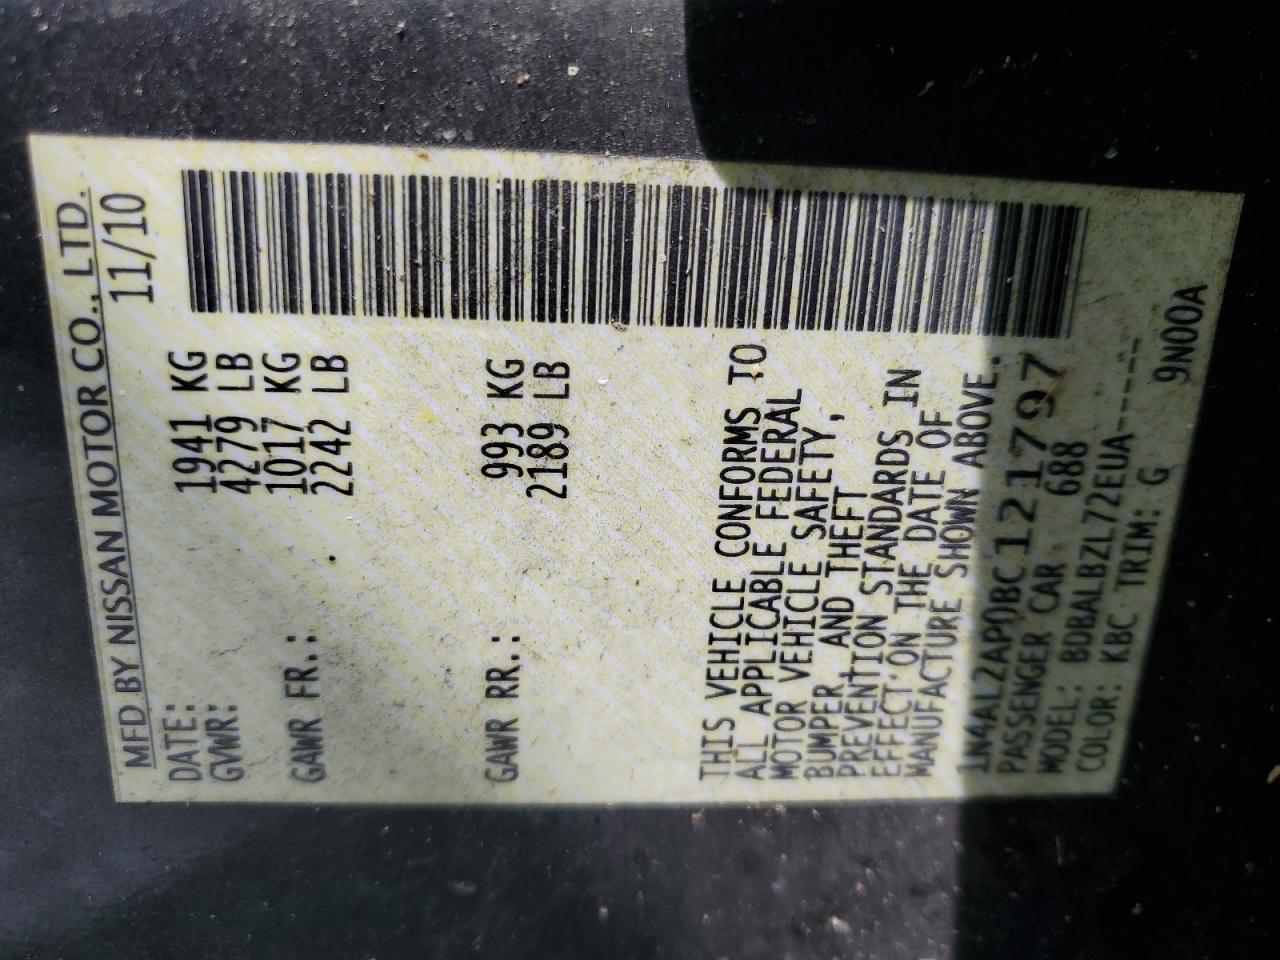 MFD BY NISSAN MOTOR CO., LTD.
DATE: 11/10
GVWR: 1941 KG
4279 LB
GAWR FR.: 1017 KG
2242 LB
GAWR RR.: 993 KG
2189 LB
THIS VEHICLE CONFORMS TO
ALL APPLICABLE FEDERAL
MOTOR VEHICLE SAFETY,
BUMPER, AND THEFT
PREVENTION STANDARDS IN
EFFECT ON THE DATE OF
MANUFACTURE SHOWN ABOVE.
1N4AL2AP0BC121797
PASSENGER CAR 688
MODEL: BDBALBZL72EUA-----
COLOR: KBC TRIM: G 9N00A